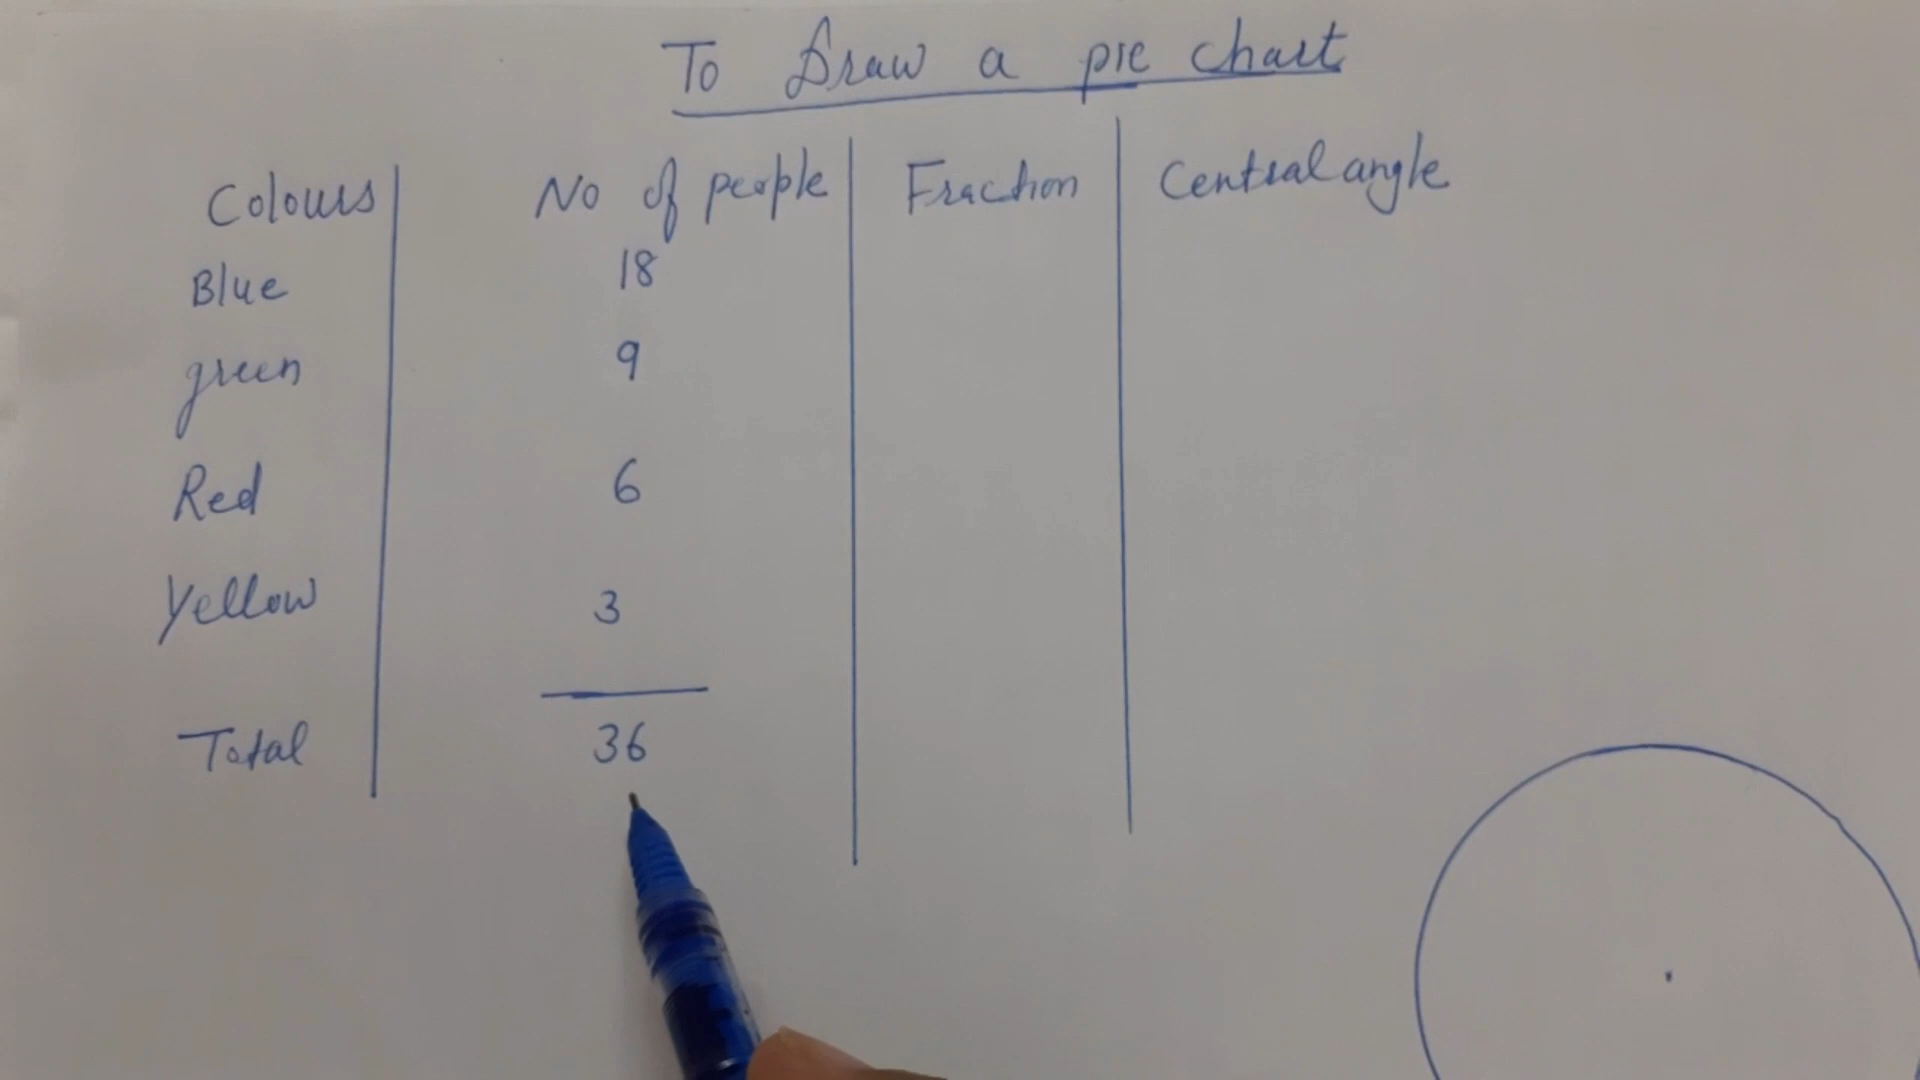 To Draw a pie chart
Colours No of people Fraction Central angle
Blue 18
green 9
Red 6
Yellow 3
Total 36